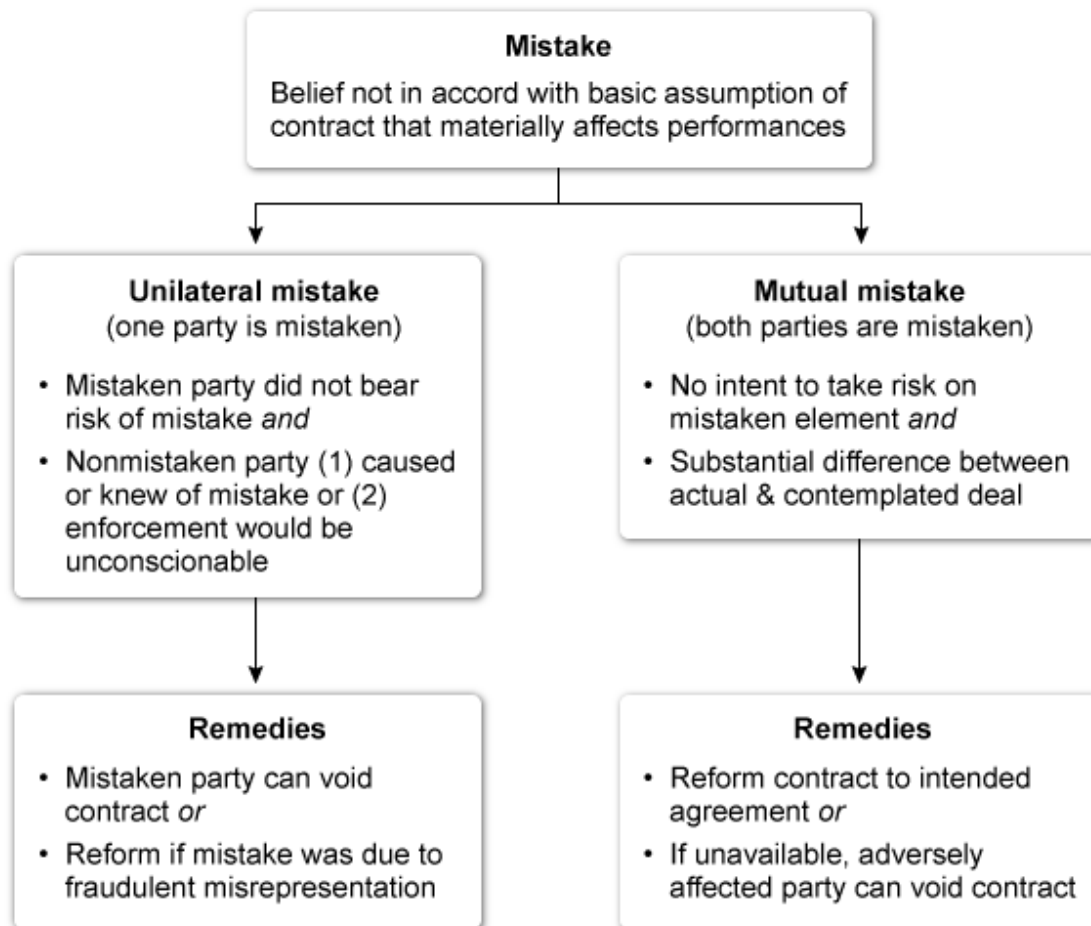 Mistake
Belief not in accord with basic assumption of
contract that materially affects performances
Unilateral mistake
(one party is mistaken)
• Mistaken party did not bear
risk of mistake and
• Nonmistaken party (1) caused
or knew of mistake or (2)
enforcement would be
unconscionable
Mutual mistake
(both parties are mistaken)
• No intent to take risk on
mistaken element and
• Substantial difference between
actual & contemplated deal
Remedies
• Mistaken party can void
contract or
• Reform if mistake was due to
fraudulent misrepresentation
Remedies
• Reform contract to intended
agreement or
• If unavailable, adversely
affected party can void contract